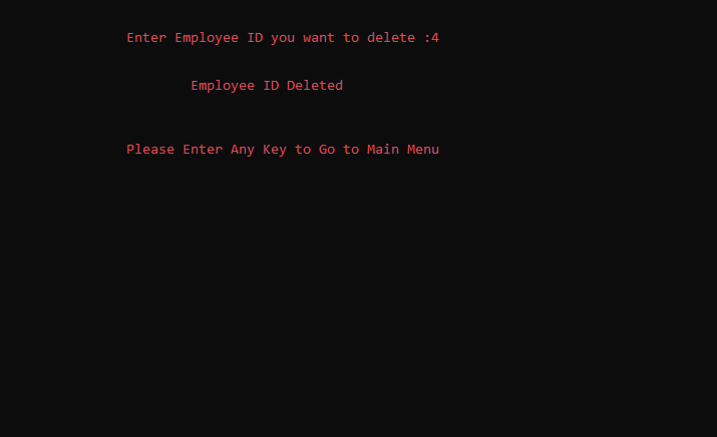 Enter Employee ID you want to delete :4
Employee ID Deleted
Please Enter Any Key to Go to Main Menu